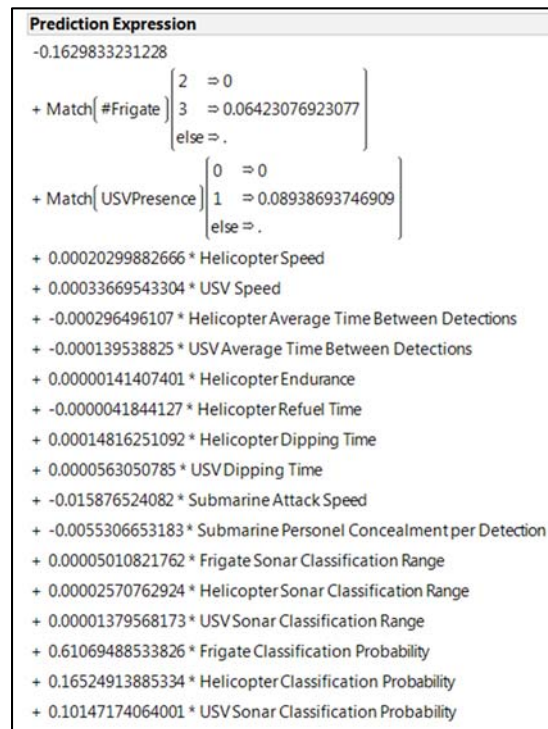 Prediction Expression
-0.1629833231228
2 ⇒ 0
+ Match( #Frigate ) 3 ⇒ 0.06423076923077
else ⇒ .
0 ⇒ 0
+ Match( USVPresence ) 1 ⇒ 0.08938693746909
else ⇒ .
+ 0.00020299882666 * Helicopter Speed
+ 0.00033669543304 * USV Speed
+ -0.000296496107 * Helicopter Average Time Between Detections
+ -0.000139538825 * USV Average Time Between Detections
+ 0.00000141407401 * Helicopter Endurance
+ -0.0000041844127 * Helicopter Refuel Time
+ 0.00014816251092 * Helicopter Dipping Time
+ 0.0000563050785 * USV Dipping Time
+ -0.015876524082 * Submarine Attack Speed
+ -0.0055306653183 * Submarine Personel Concealment per Detection
+ 0.00005010821762 * Frigate Sonar Classification Range
+ 0.00002570762924 * Helicopter Sonar Classification Range
+ 0.00001379568173 * USV Sonar Classification Range
+ 0.61069488533826 * Frigate Classification Probability
+ 0.16524913885334 * Helicopter Classification Probability
+ 0.10147174064001 * USV Sonar Classification Probability